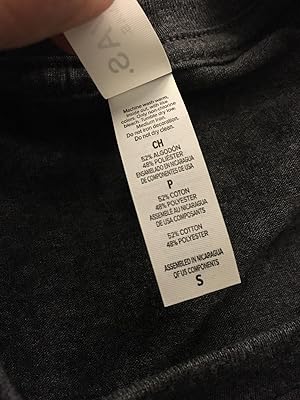 AS.
Machine wash warm,
inside out, with like
colors. Only non-chlorine
bleach. Tumble dry low.
Medium iron.
Do not iron decoration.
Do not dry clean.
CH
52% ALGODÓN
48% POLIÉSTER
ENSAMBLADO EN NICARAGUA
DE COMPONENTES DE USA
P
52% COTON
48% POLYESTER
ASSEMBLÉ AU NICARAGUA
DE USA COMPOSANTS
52% COTTON
48% POLYESTER
ASSEMBLED IN NICARAGUA
OF US COMPONENTS
S